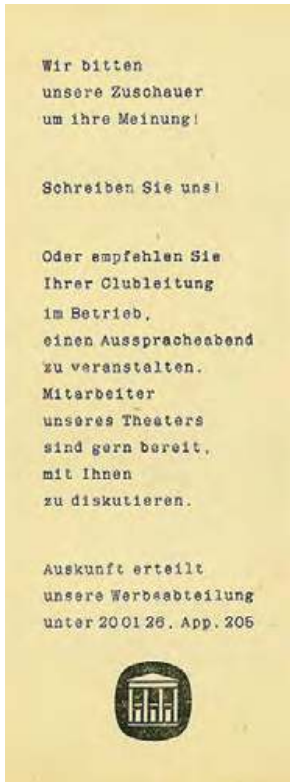 Wir bitten
unsere Zuschauer
um ihre Meinung!
Schreiben Sie uns!
Oder empfehlen Sie
Ihrer Clubleitung
im Betrieb,
einen Ausspracheabend
zu veranstalten.
Mitarbeiter
unseres Theaters
sind gern bereit,
mit Ihnen
zu diskutieren.
Auskunft erteilt
unsere Werbeabteilung
unter 20 01 26, App. 205